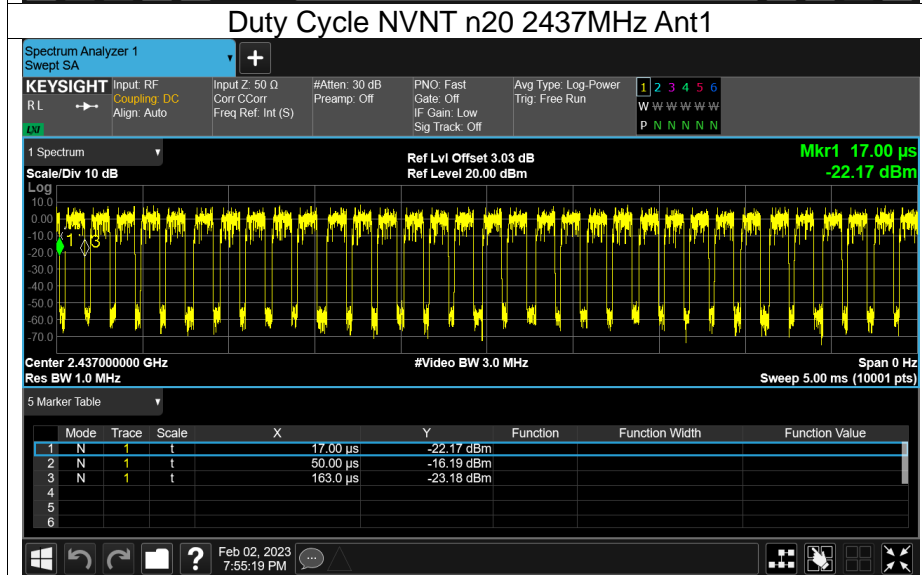 Duty Cycle NVNT n20 2437MHz Ant1
Spectrum Analyzer 1
Swept SA
+
KEYSIGHT
R L
LXI
Input: RF
Coupling: DC
Align: Auto
Input Z: 50 Ω
Corr CCorr
Freq Ref: Int (S)
#Atten: 30 dB
Preamp: Off
PNO: Fast
Gate: Off
IF Gain: Low
Sig Track: Off
Avg Type: Log-Power
Trig: Free Run
1 2 3 4 5 6
W W W W W W
P N N N N N
1 Spectrum
Scale/Div 10 dB
Ref Lvl Offset 3.03 dB
Ref Level 20.00 dBm
Mkr1 17.00 µs
-22.17 dBm
Log
10.0
0.00
-10.0
-20.0
-30.0
-40.0
-50.0
-60.0
-70.0
1
3
Center 2.437000000 GHz
Res BW 1.0 MHz
#Video BW 3.0 MHz
Span 0 Hz
Sweep 5.00 ms (10001 pts)
5 Marker Table
Mode Trace Scale X Y Function Function Width Function Value
1 N 1 t 17.00 µs -22.17 dBm
2 N 1 t 50.00 µs -16.19 dBm
3 N 1 t 163.0 µs -23.18 dBm
4
5
6
?
Feb 02, 2023
7:55:19 PM